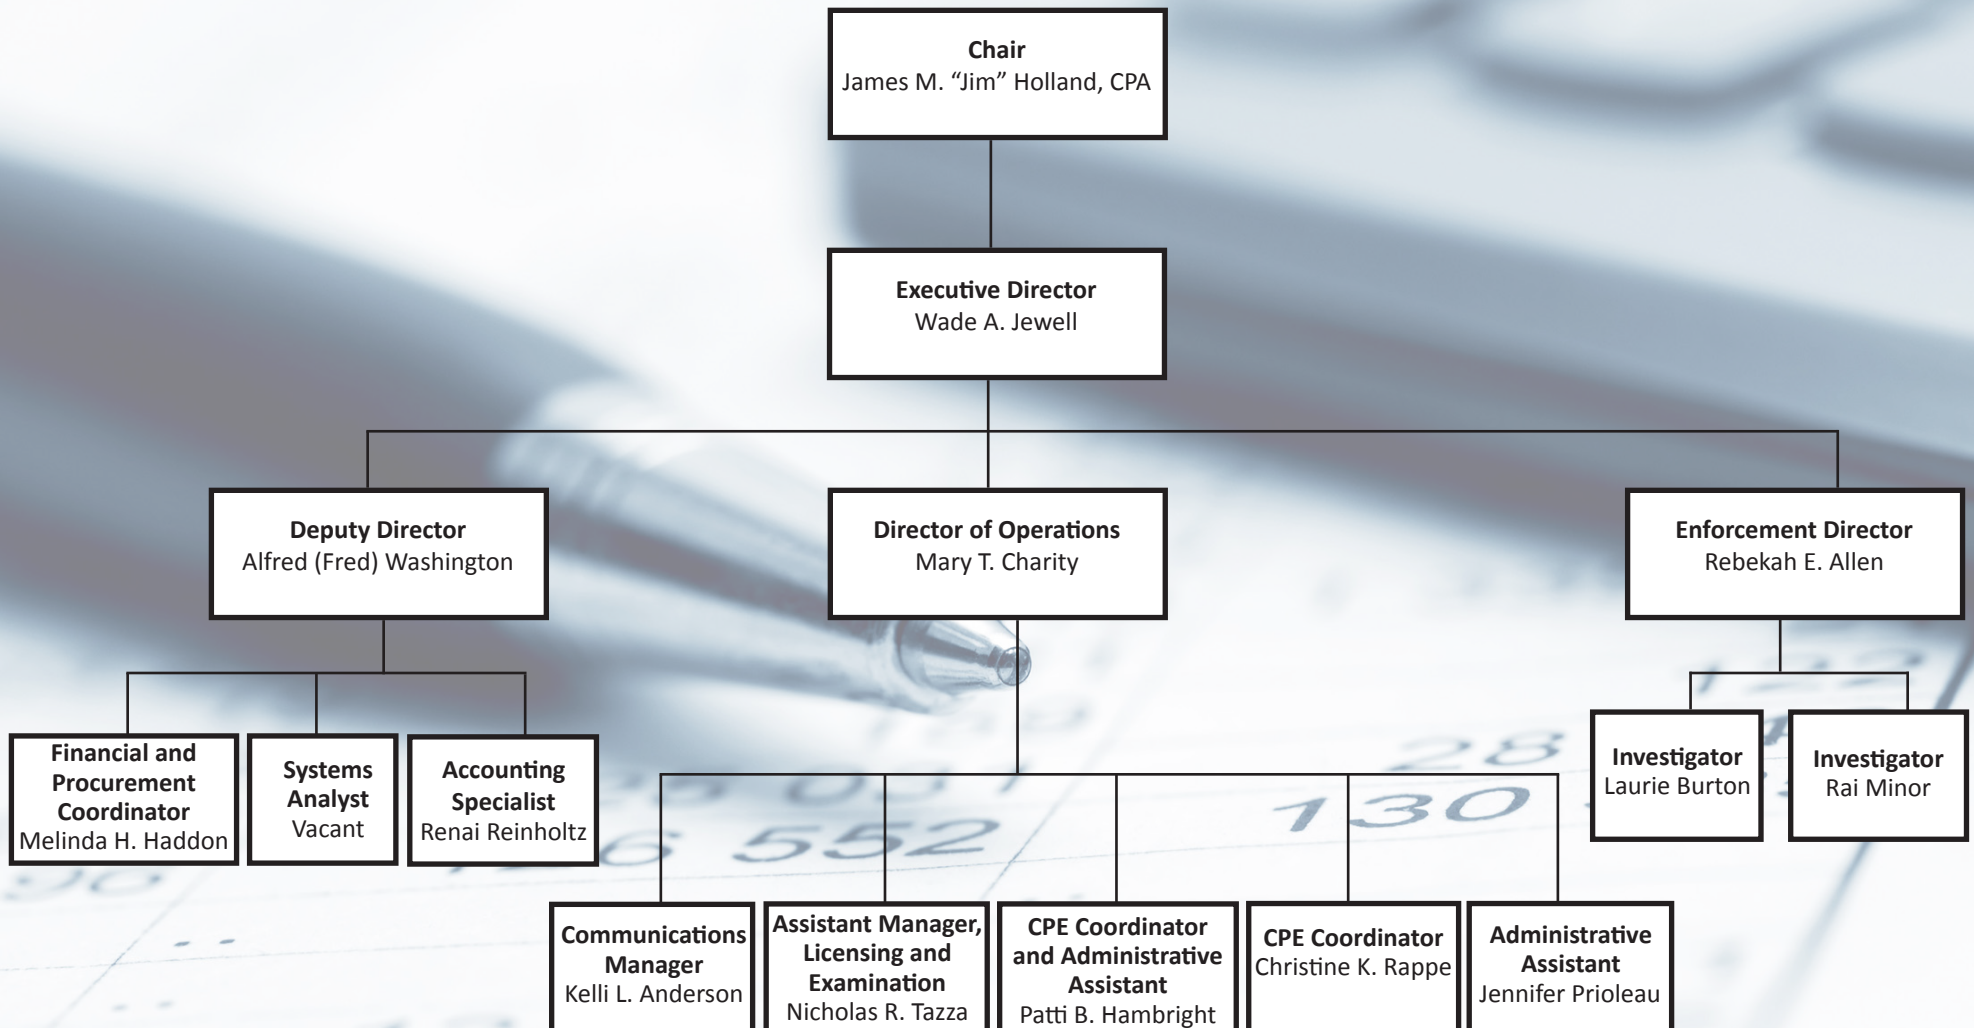 Chair
James M. “Jim” Holland, CPA
Executive Director
Wade A. Jewell
Deputy Director
Alfred (Fred) Washington
Director of Operations
Mary T. Charity
Enforcement Director
Rebekah E. Allen
Financial and
Procurement
Coordinator
Melinda H. Haddon
Systems
Analyst
Vacant
Accounting
Specialist
Renai Reinholtz
Investigator
Laurie Burton
Investigator
Rai Minor
Communications
Manager
Kelli L. Anderson
Assistant Manager,
Licensing and
Examination
Nicholas R. Tazza
CPE Coordinator
and Administrative
Assistant
Patti B. Hambright
CPE Coordinator
Christine K. Rappe
Administrative
Assistant
Jennifer Prioleau
122
28
130
552
90